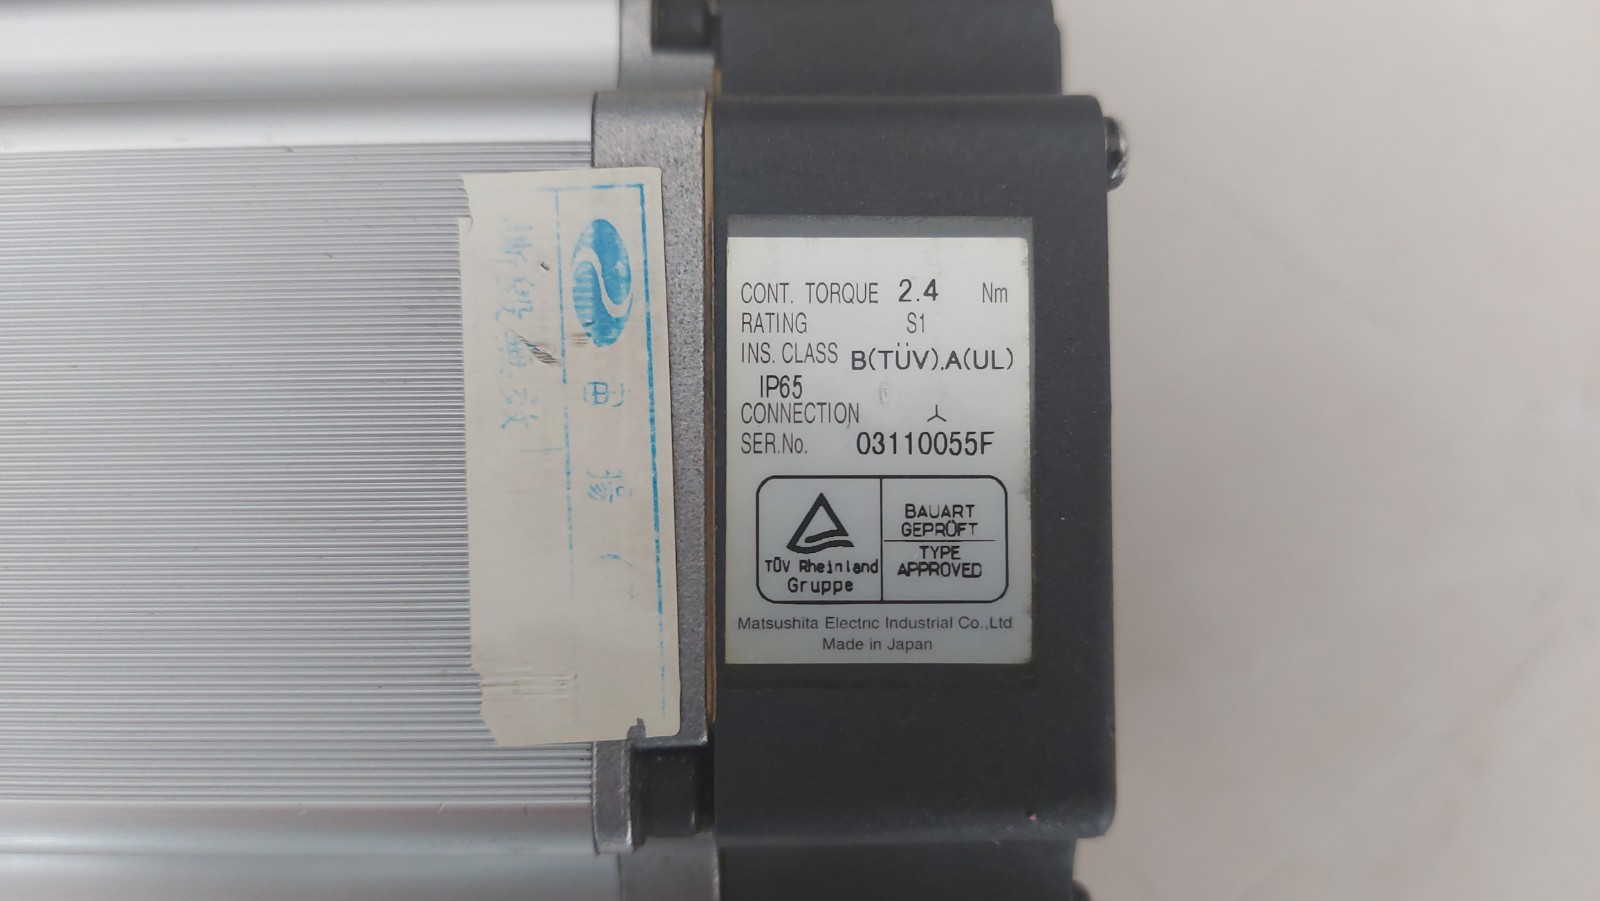 CONT. TORQUE 2.4 Nm
RATING S1
INS. CLASS B(TÜV).A(UL)
IP65
CONNECTION
SER.No. 03110055F
TÜV Rheinland
Gruppe
BAUART
GEPRÜFT
TYPE
APPROVED
Matsushita Electric Industrial Co.,Ltd
Made in Japan